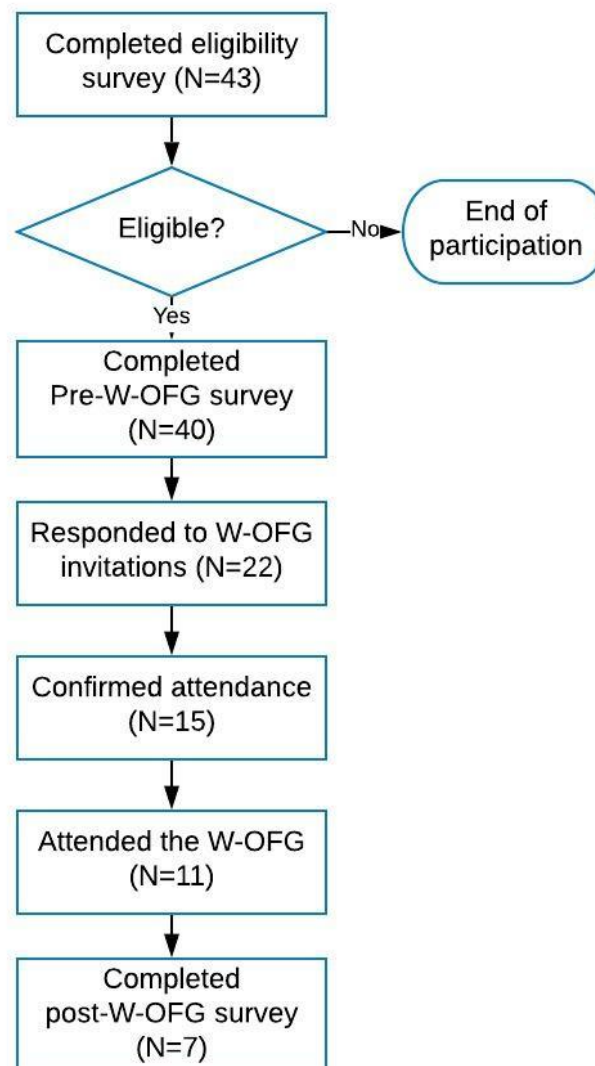 Completed eligibility
survey (N=43)
Eligible?
No
End of
participation
Yes
Completed
Pre-W-OFG survey
(N=40)
Responded to W-OFG
invitations (N=22)
Confirmed attendance
(N=15)
Attended the W-OFG
(N=11)
Completed
post-W-OFG survey
(N=7)